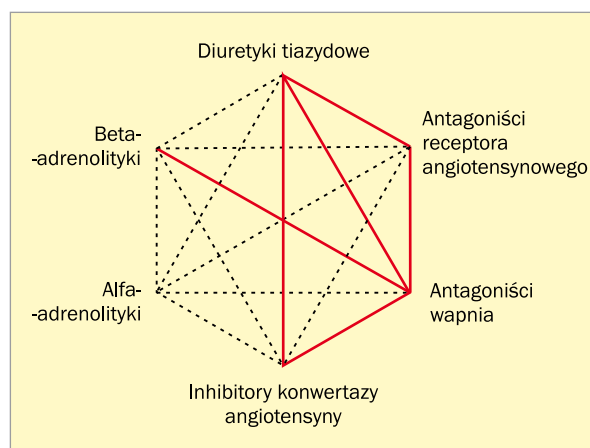 Diuretyki tiazydowe
Beta-
-adrenolityki
Antagoniści
receptora
angiotensynowego
Alfa-
-adrenolityki
Antagoniści
wapnia
Inhibitory konwertazy
angiotensyny